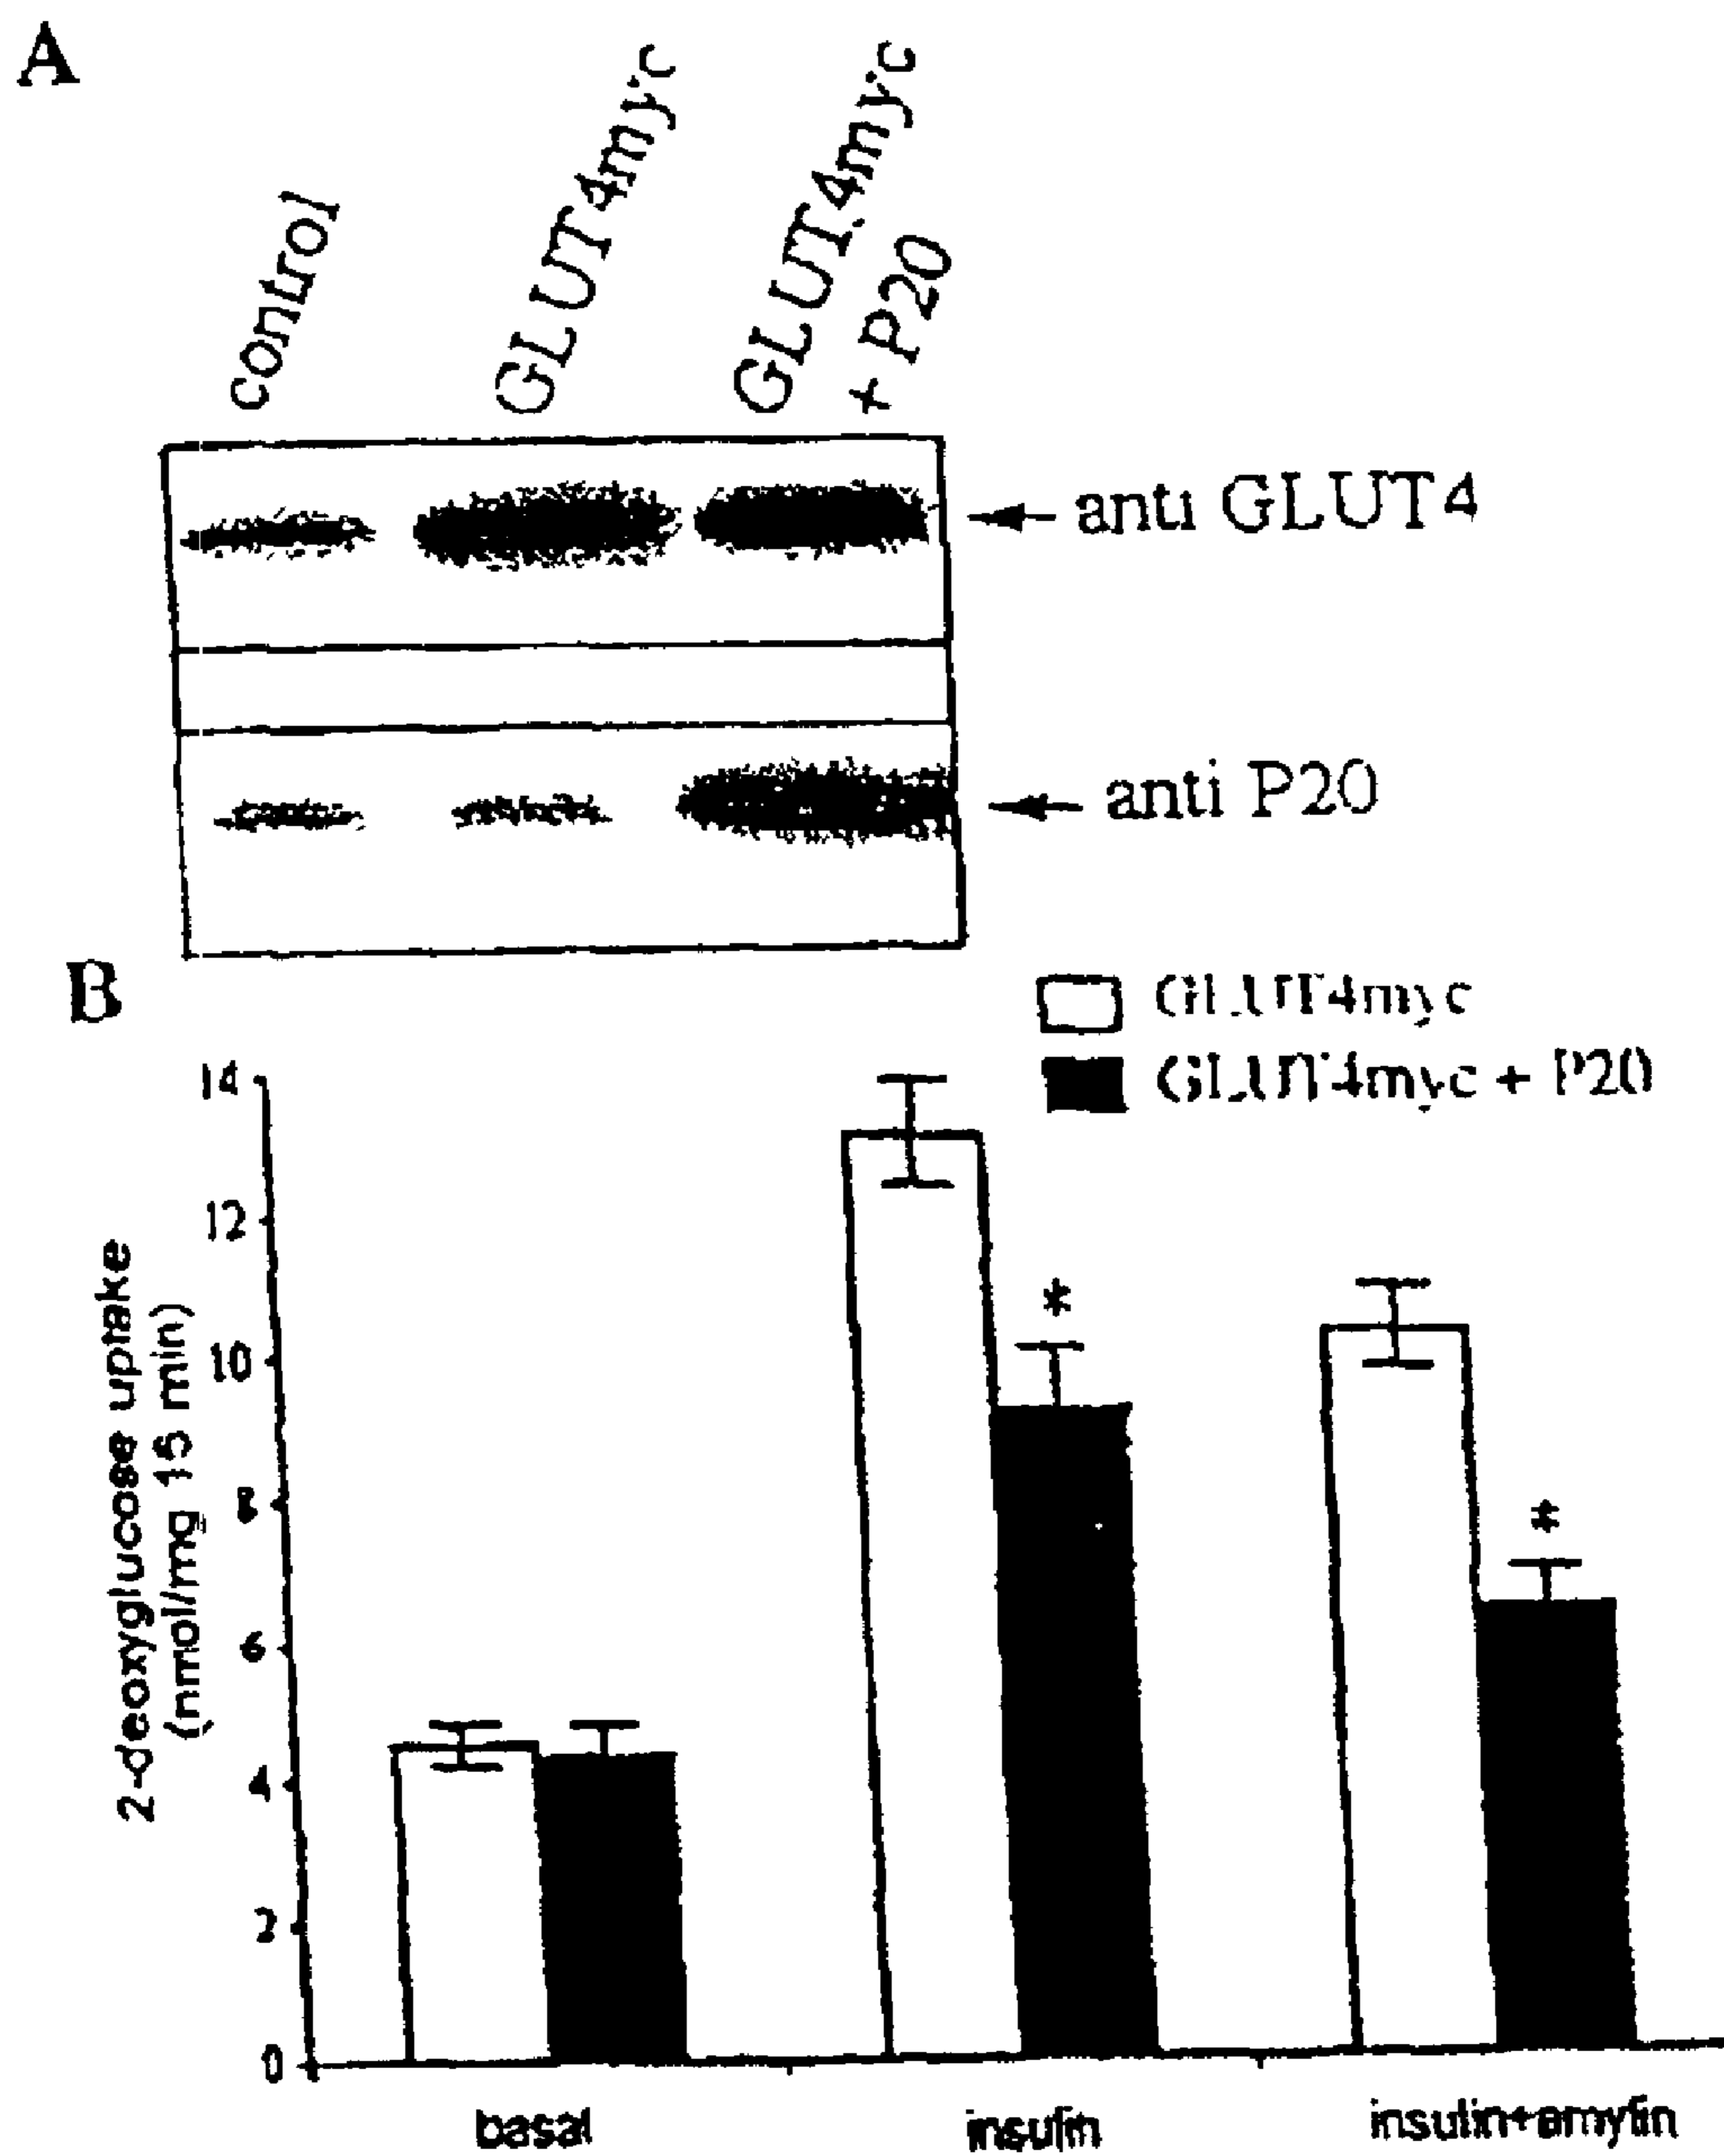 A
control
GLUT4myc
GLUT4myc
+ P20
anti GLUT4
anti P20
B
GLUT4myc
GLUT4myc + P20
14
12
10
8
6
4
2
0
2-deoxyglucose uptake
(nmol/mg 15 min)
*
*
basal
insulin
insulin+amylin